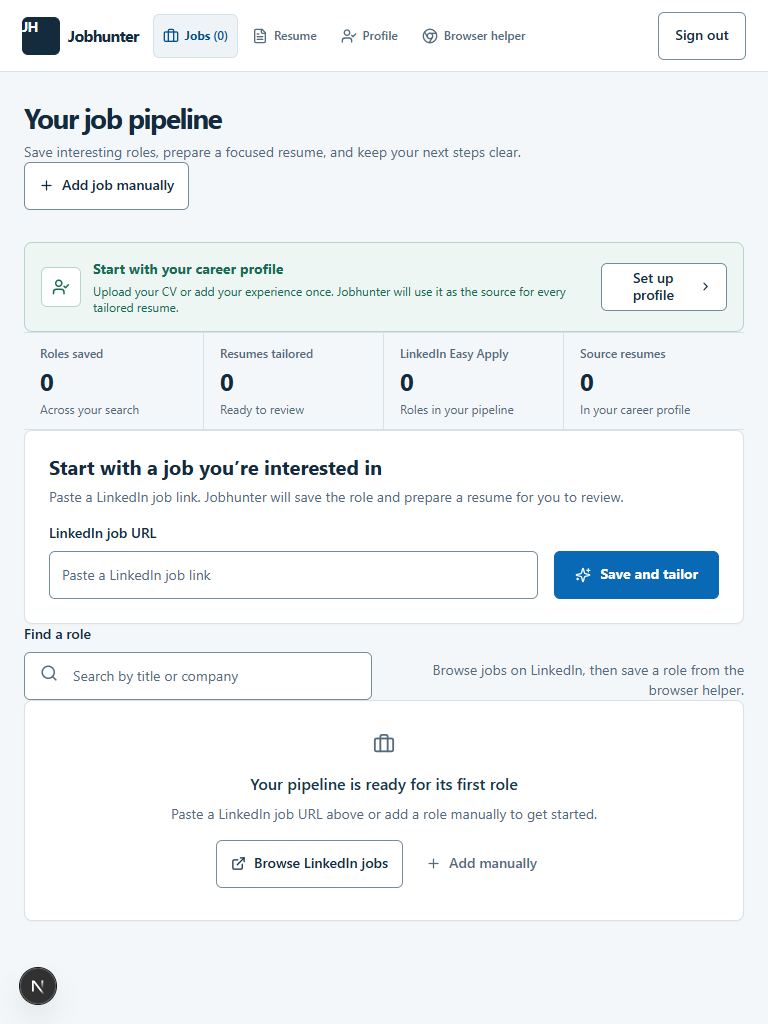 JH
Jobhunter
Jobs (0)
Resume
Profile
Browser helper
Sign out
Your job pipeline
Save interesting roles, prepare a focused resume, and keep your next steps clear.
Add job manually
Start with your career profile
Upload your CV or add your experience once. Jobhunter will use it as the source for every
tailored resume.
Set up
profile
Roles saved
0
Across your search
Resumes tailored
0
Ready to review
LinkedIn Easy Apply
0
Roles in your pipeline
Source resumes
0
In your career profile
Start with a job you’re interested in
Paste a LinkedIn job link. Jobhunter will save the role and prepare a resume for you to review.
LinkedIn job URL
Paste a LinkedIn job link
Save and tailor
Find a role
Search by title or company
Browse jobs on LinkedIn, then save a role from the
browser helper.
Your pipeline is ready for its first role
Paste a LinkedIn job URL above or add a role manually to get started.
Browse LinkedIn jobs
Add manually
N